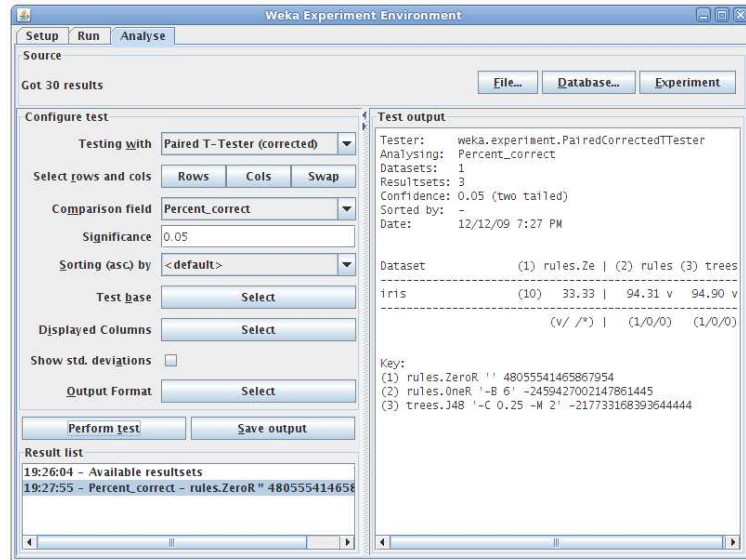 Weka Experiment Environment
Setup Run Analyse
Source
Got 30 results
File... Database... Experiment
Configure test
Testing with Paired T-Tester (corrected)
Select rows and cols Rows Cols Swap
Comparison field Percent_correct
Significance 0.05
Sorting (asc.) by <default>
Test base Select
Displayed Columns Select
Show std. deviations
Output Format Select
Perform test Save output
Result list
19:26:04 - Available resultsets
19:27:55 - Percent_correct - rules.ZeroR '' 480555414658
Test output
Tester: weka.experiment.PairedCorrectedTTester
Analysing: Percent_correct
Datasets: 1
Resultsets: 3
Confidence: 0.05 (two tailed)
Sorted by: -
Date: 12/12/09 7:27 PM
Dataset (1) rules.Ze | (2) rules (3) trees
--------------------------------------------------------------
iris (10) 33.33 | 94.31 v 94.90 v
--------------------------------------------------------------
(v/ /*) | (1/0/0) (1/0/0)
Key:
(1) rules.ZeroR '' 48055541465867954
(2) rules.OneR '-B 6' -2459427002147861445
(3) trees.J48 '-C 0.25 -M 2' -217733168393644444